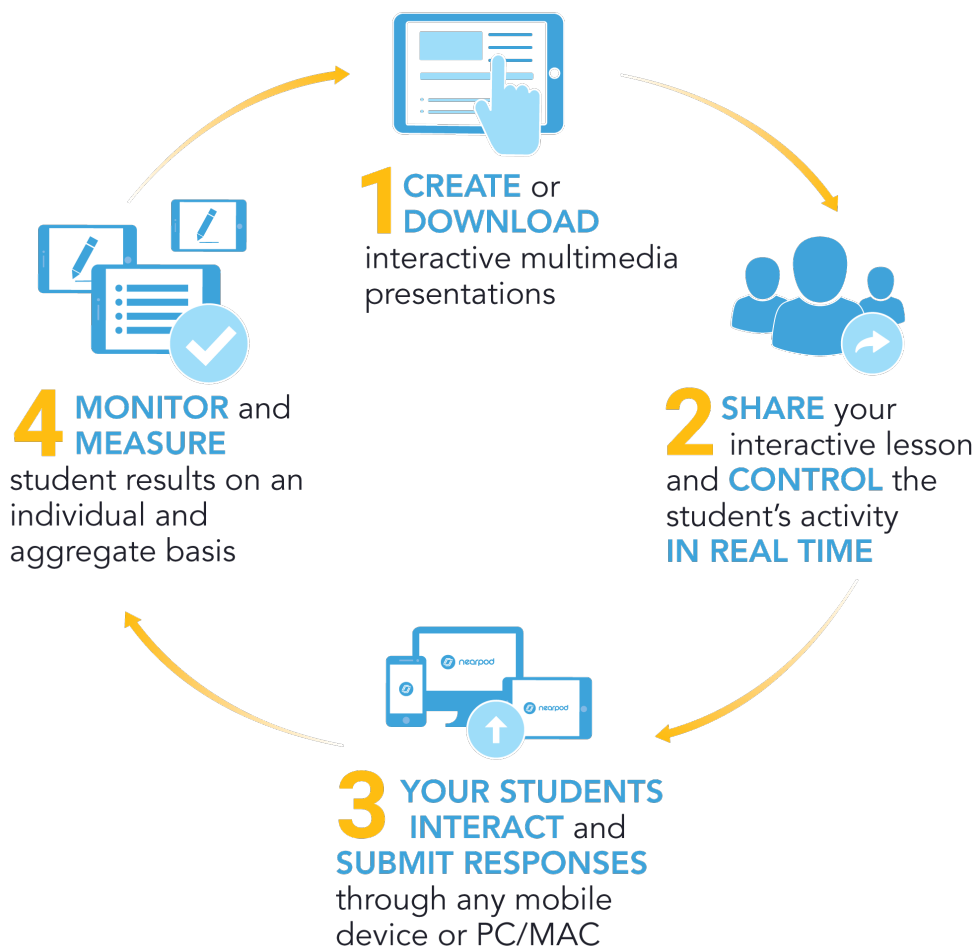 1 CREATE or
DOWNLOAD
interactive multimedia
presentations
2 SHARE your
interactive lesson
and CONTROL the
student's activity
IN REAL TIME
nearpod
nearpod
3 YOUR STUDENTS
INTERACT and
SUBMIT RESPONSES
through any mobile
device or PC/MAC
4 MONITOR and
MEASURE
student results on an
individual and
aggregate basis